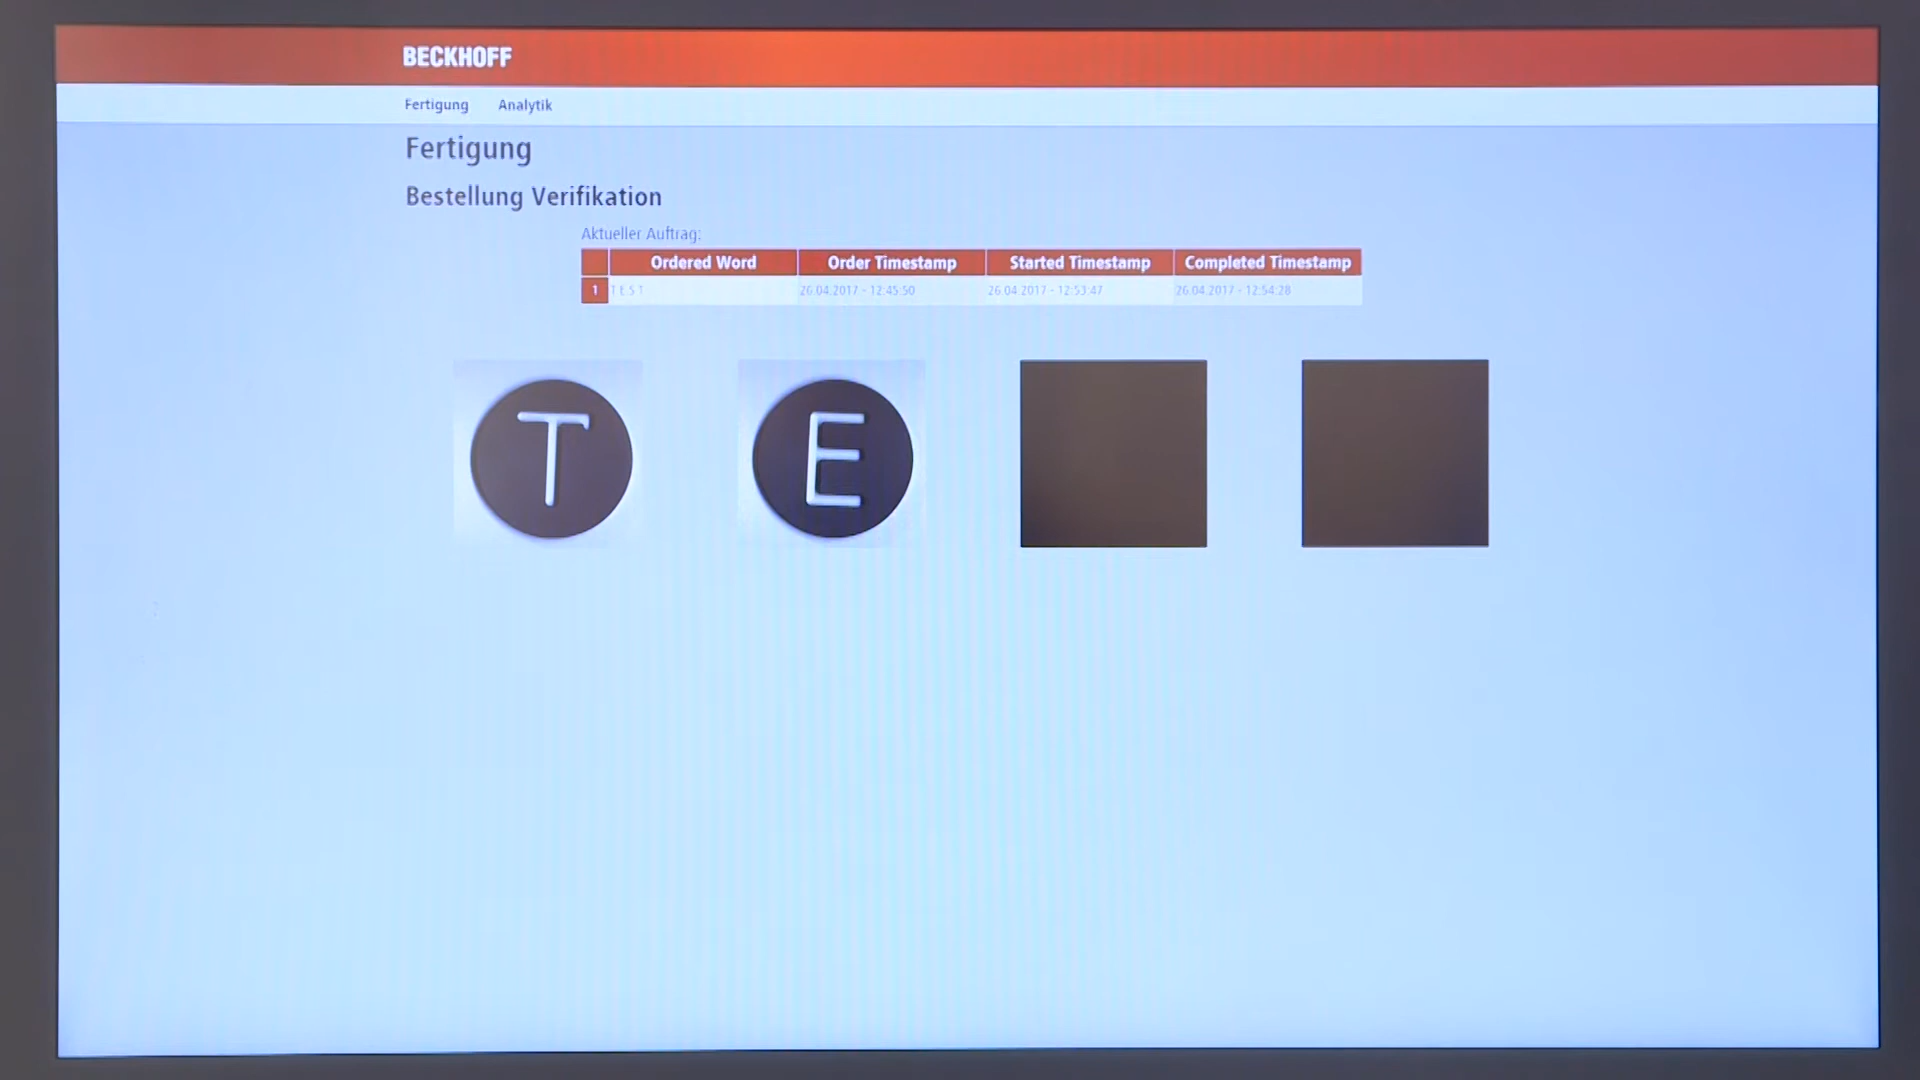 BECKHOFF
Fertigung Analytik
Fertigung
Bestellung Verifikation
Aktueller Auftrag:
Ordered Word Order Timestamp Started Timestamp Completed Timestamp
1 T E S T 26.04.2017 - 12:45:50 26.04.2017 - 12:53:47 26.04.2017 - 12:54:28
T E